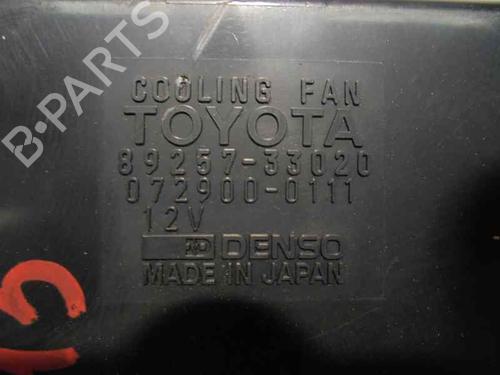 B-PARTS
COOLING FAN
TOYOTA
89257-33020
072900-0111
12V
DENSO
MADE IN JAPAN